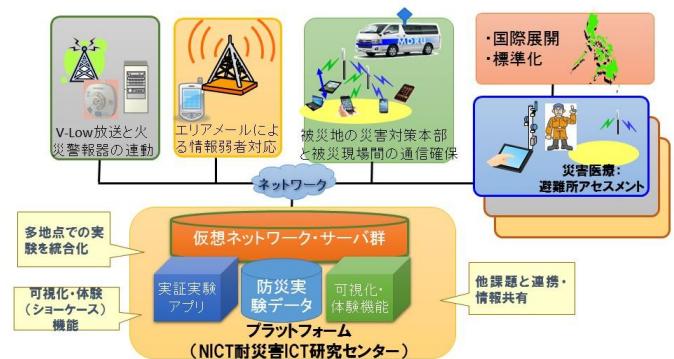 MDRU
・国際展開
・標準化
V-Low放送と火
災警報器の連動
エリアメールによ
る情報弱者対応
被災地の災害対策本部
と被災現場間の通信確保
災害医療:
避難所アセスメント
ネットワーク
多地点での実
験を統合化
仮想ネットワーク・サーバ群
可視化・体験
(ショーケース)
機能
実証実験
アプリ
防災実
験データ
可視化・
体験機能
他課題と連携・
情報共有
プラットフォーム
(NICT耐災害ICT研究センター)